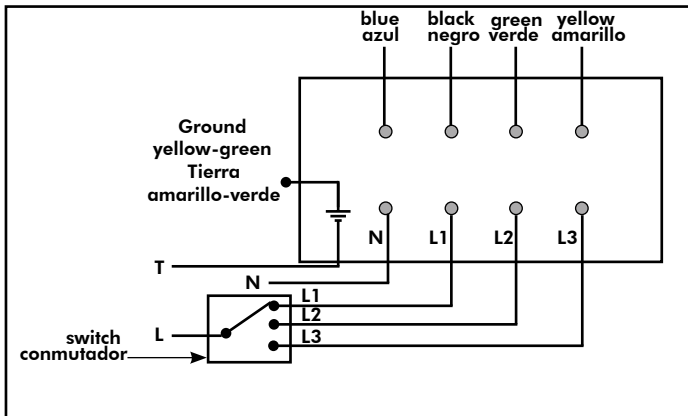 blue
azul
black
negro
green
verde
yellow
amarillo
Ground
yellow-green
Tierra
amarillo-verde
N
L1
L2
L3
T
N
L1
L2
L
L3
switch
conmutador